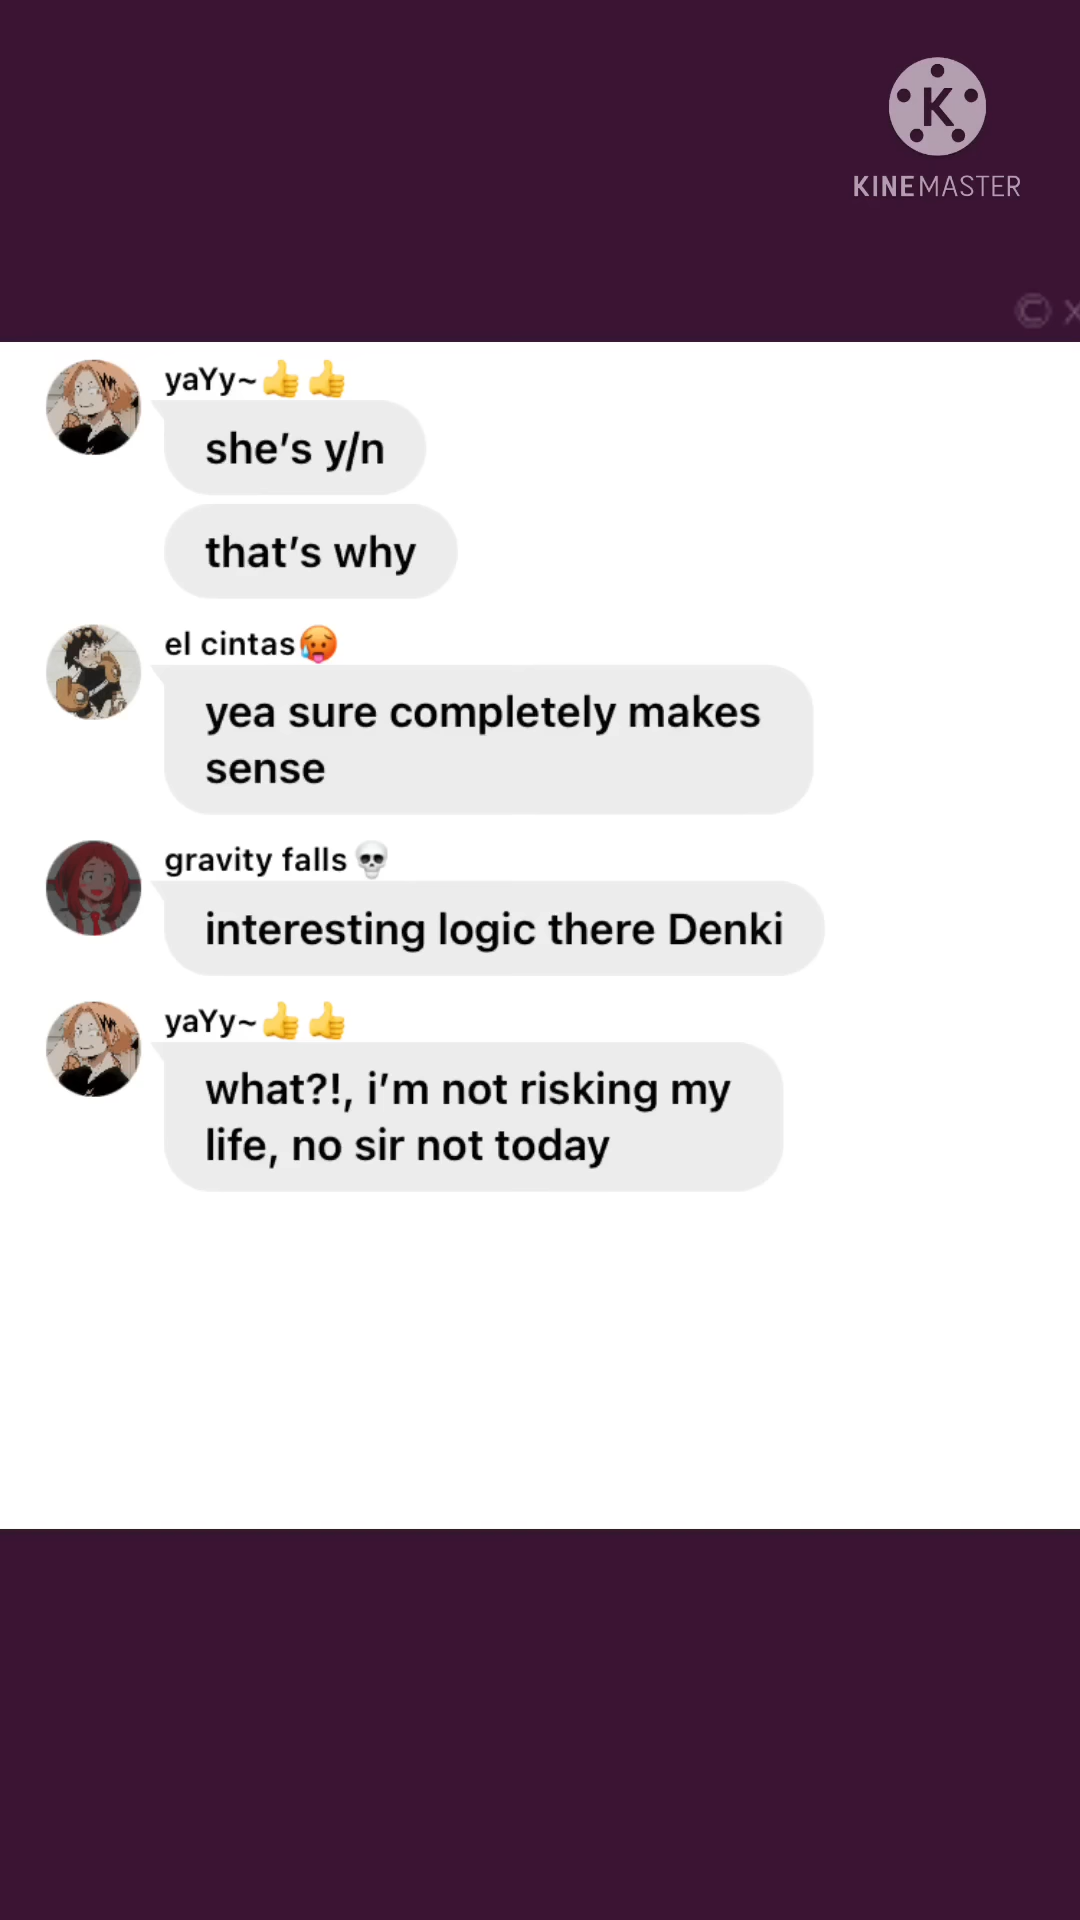 K
KINEMASTER
© x
yaYy~👍👍
she’s y/n
that’s why
el cintas🥵
yea sure completely makes
sense
gravity falls💀
interesting logic there Denki
yaYy~👍👍
what?!, i’m not risking my
life, no sir not today